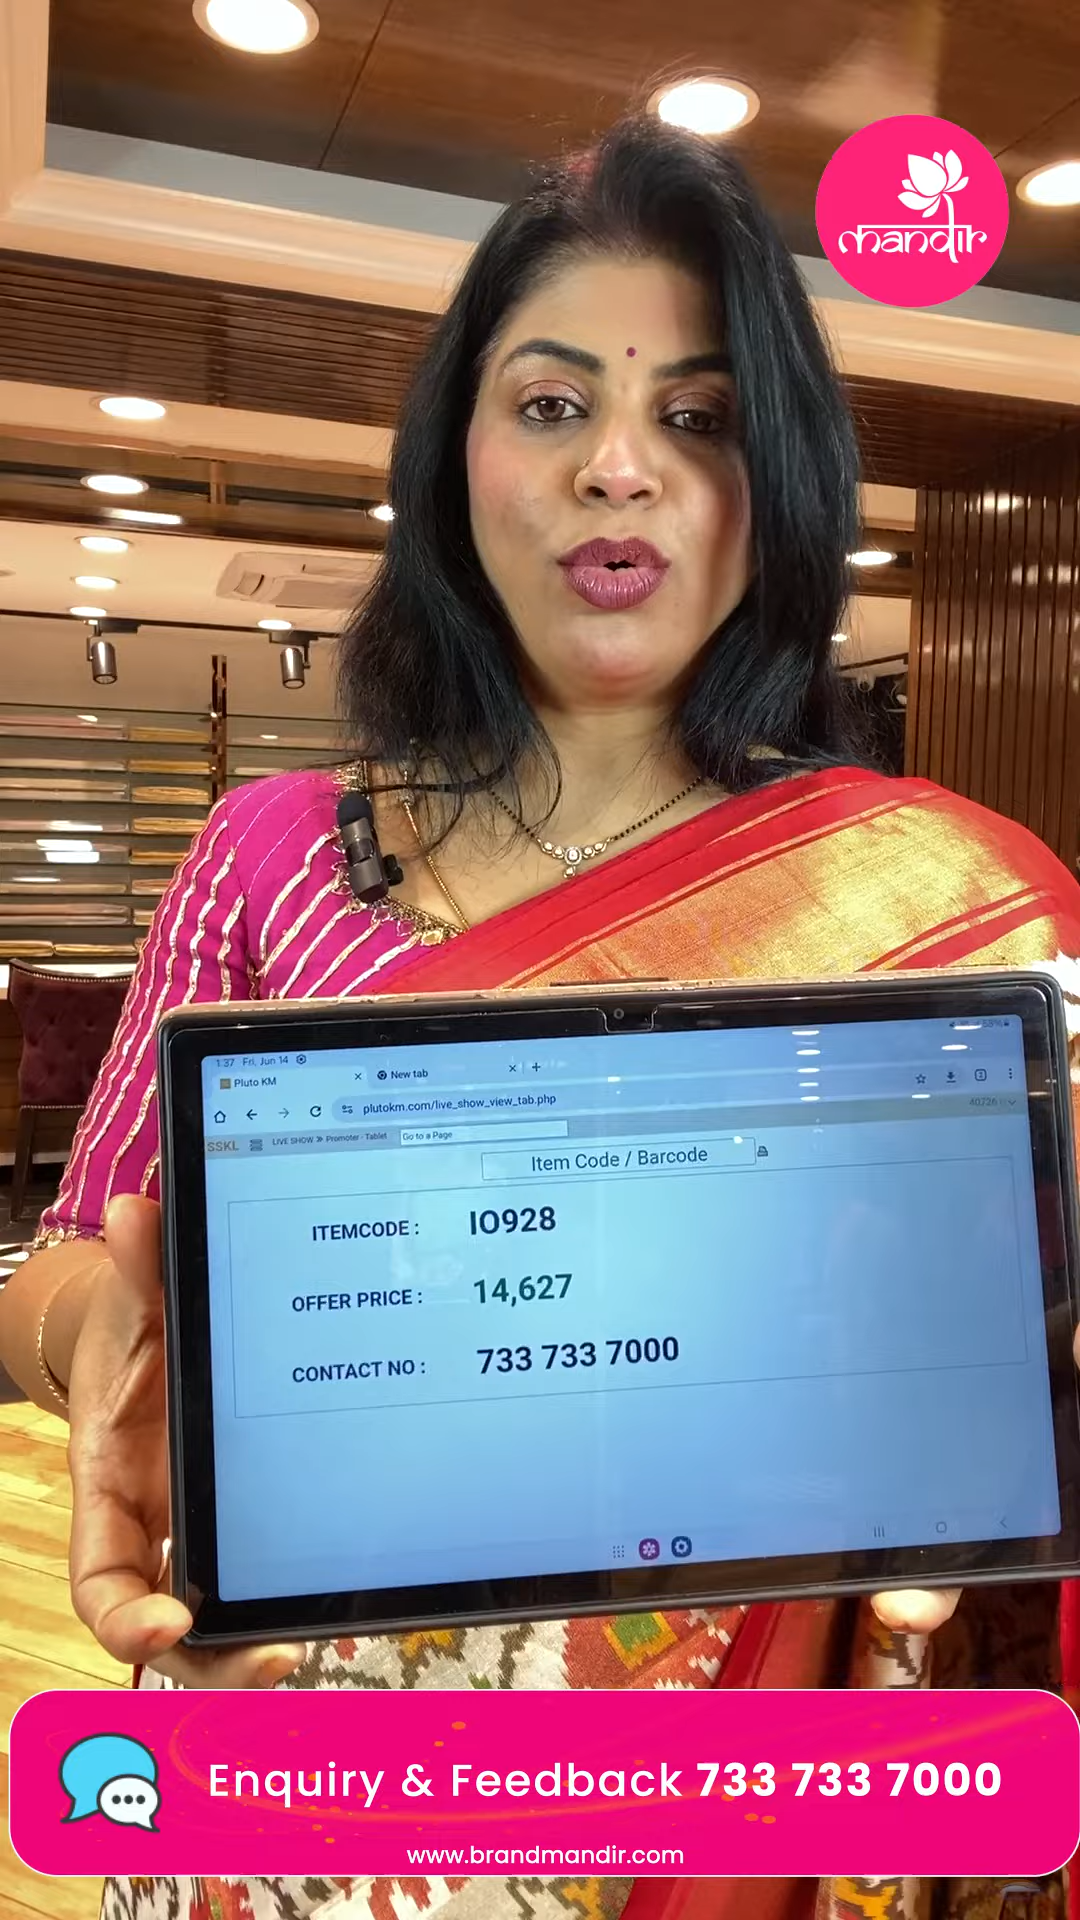 mandir
1:37 Fri, Jun 14
Pluto KM
New tab
plutokm.com/live_show_view_tab.php
40726
SSKL
LIVE SHOW » Promoter - Tablet
Go to a Page
Item Code / Barcode
ITEMCODE : IO928
OFFER PRICE : 14,627
CONTACT NO : 733 733 7000
Enquiry & Feedback 733 733 7000
www.brandmandir.com